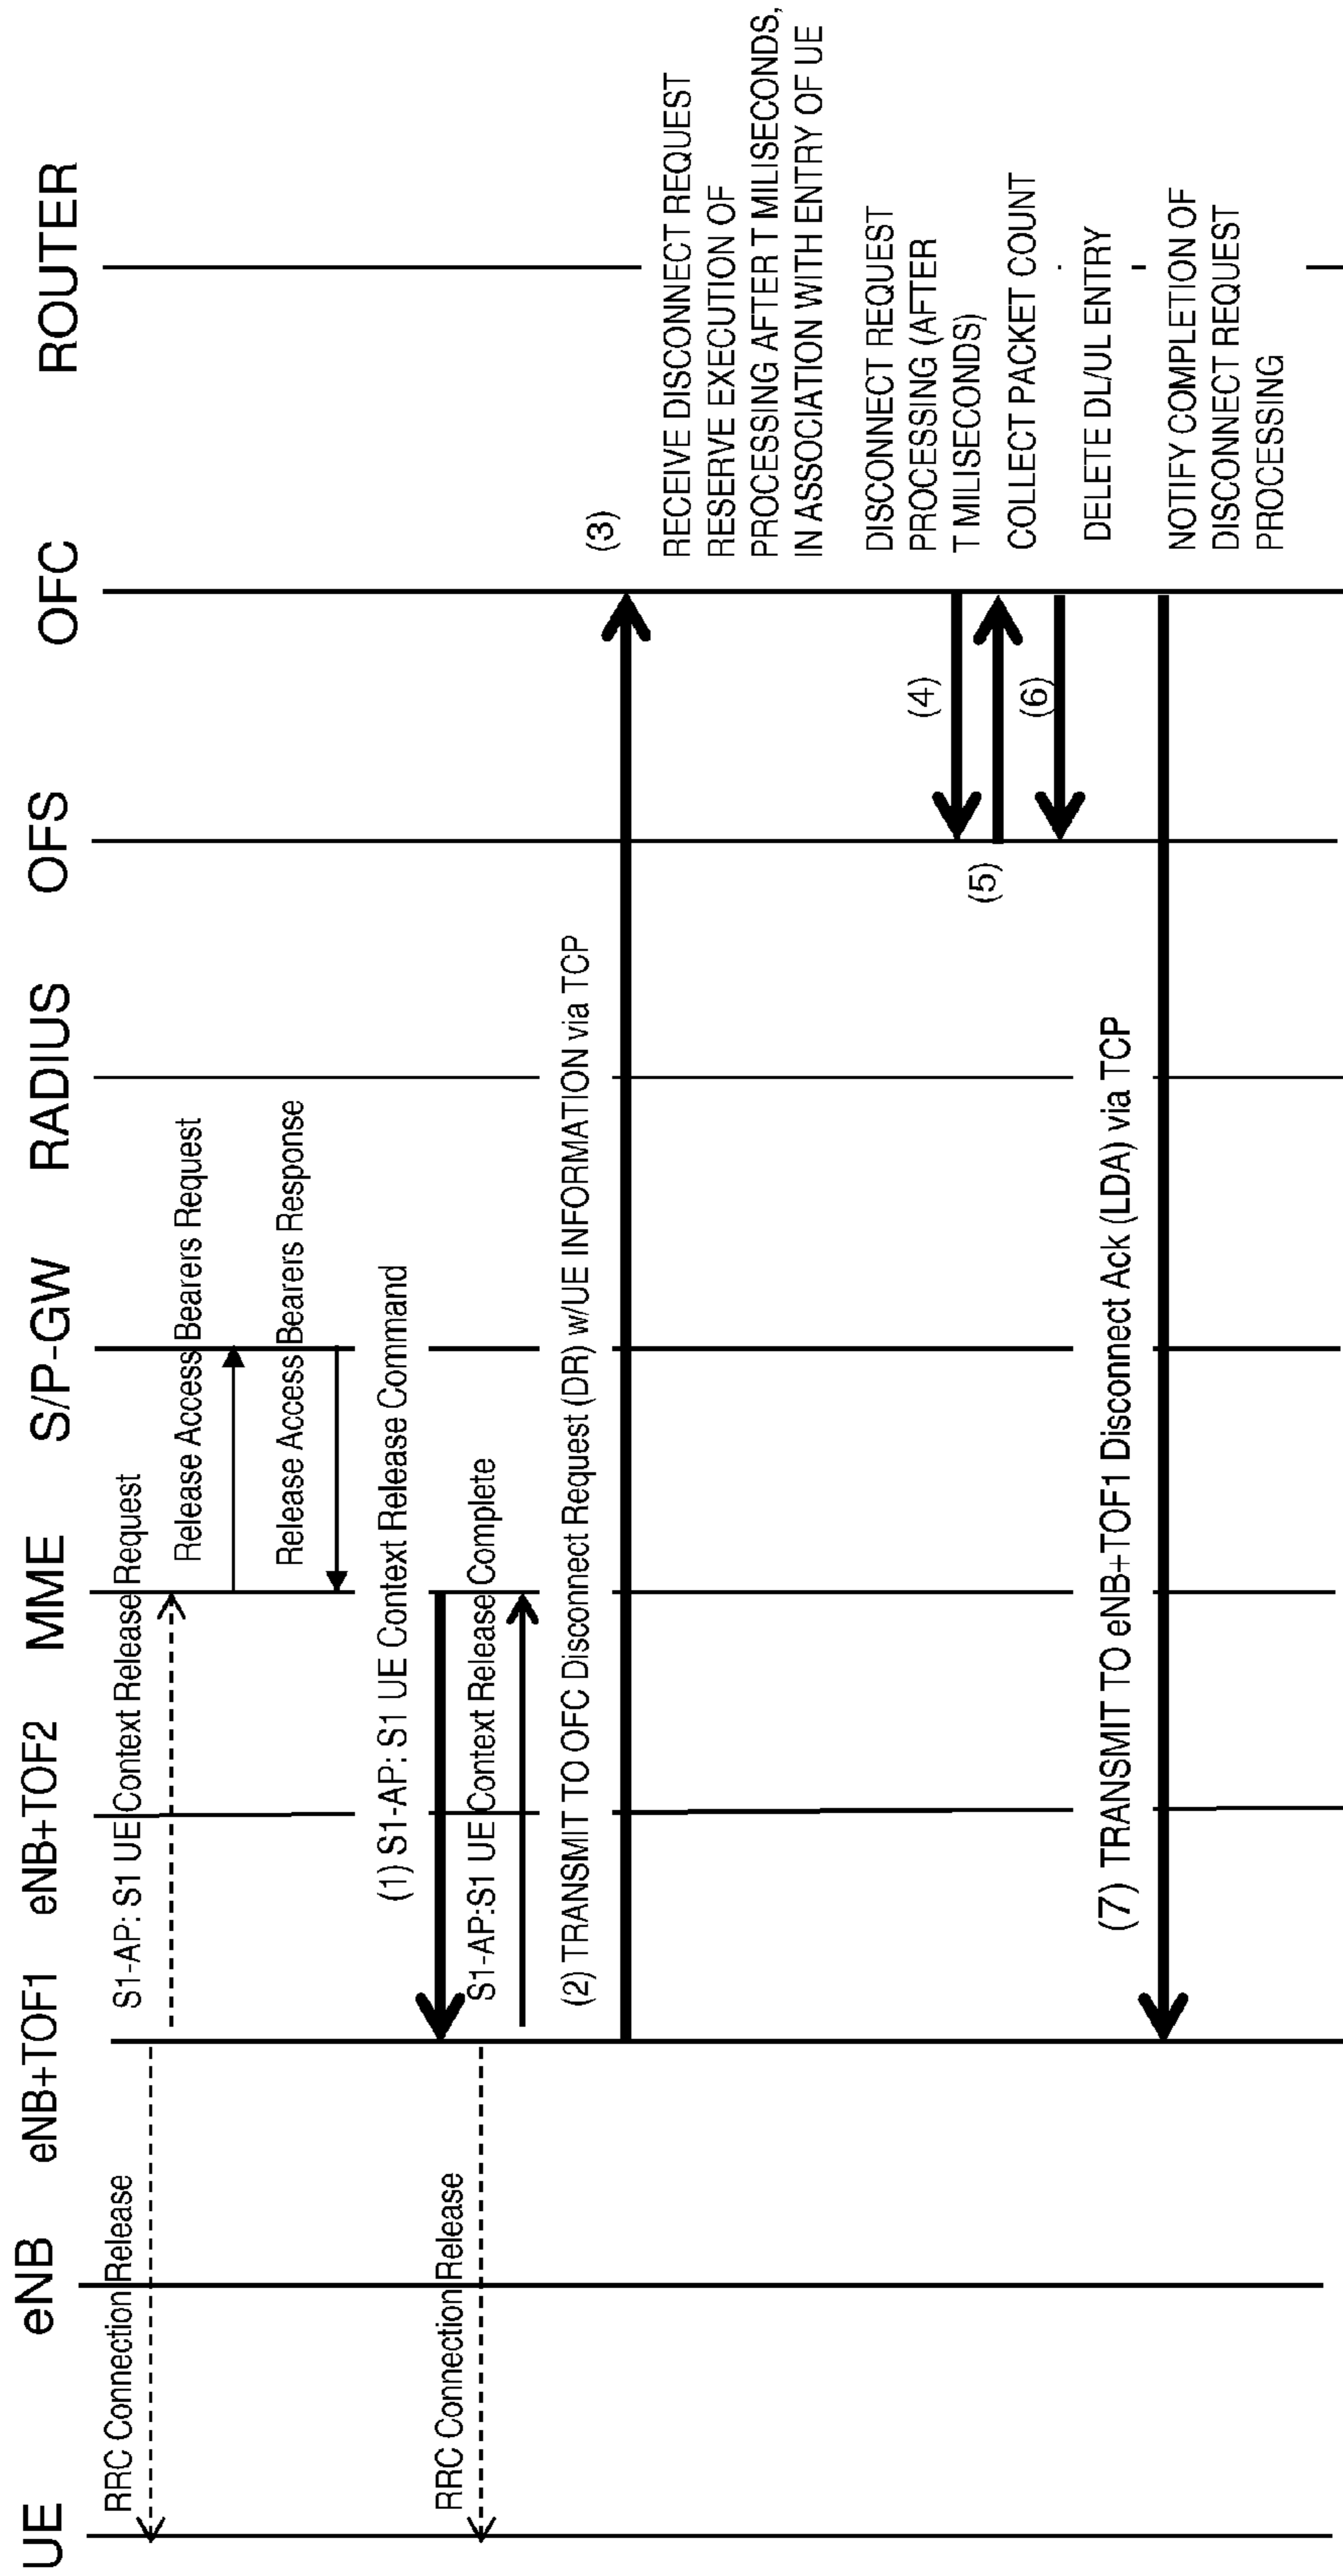 UE
eNB
eNB+TOF1
eNB+TOF2
MME
S/P-GW
RADIUS
OFS
OFC
ROUTER
RRC Connection Release
S1-AP: S1 UE Context Release Request
Release Access Bearers Request
Release Access Bearers Response
(1) S1-AP: S1 UE Context Release Command
RRC Connection Release
S1-AP:S1 UE Context Release Complete
(2) TRANSMIT TO OFC Disconnect Request (DR) w/UE INFORMATION via TCP
(3)
RECEIVE DISCONNECT REQUEST
RESERVE EXECUTION OF
PROCESSING AFTER T MILISECONDS,
IN ASSOCIATION WITH ENTRY OF UE
DISCONNECT REQUEST
PROCESSING (AFTER
T MILISECONDS)
(4)
(5)
COLLECT PACKET COUNT
(6)
DELETE DL/UL ENTRY
(7) TRANSMIT TO eNB+TOF1 Disconnect Ack (LDA) via TCP
NOTIFY COMPLETION OF
DISCONNECT REQUEST
PROCESSING